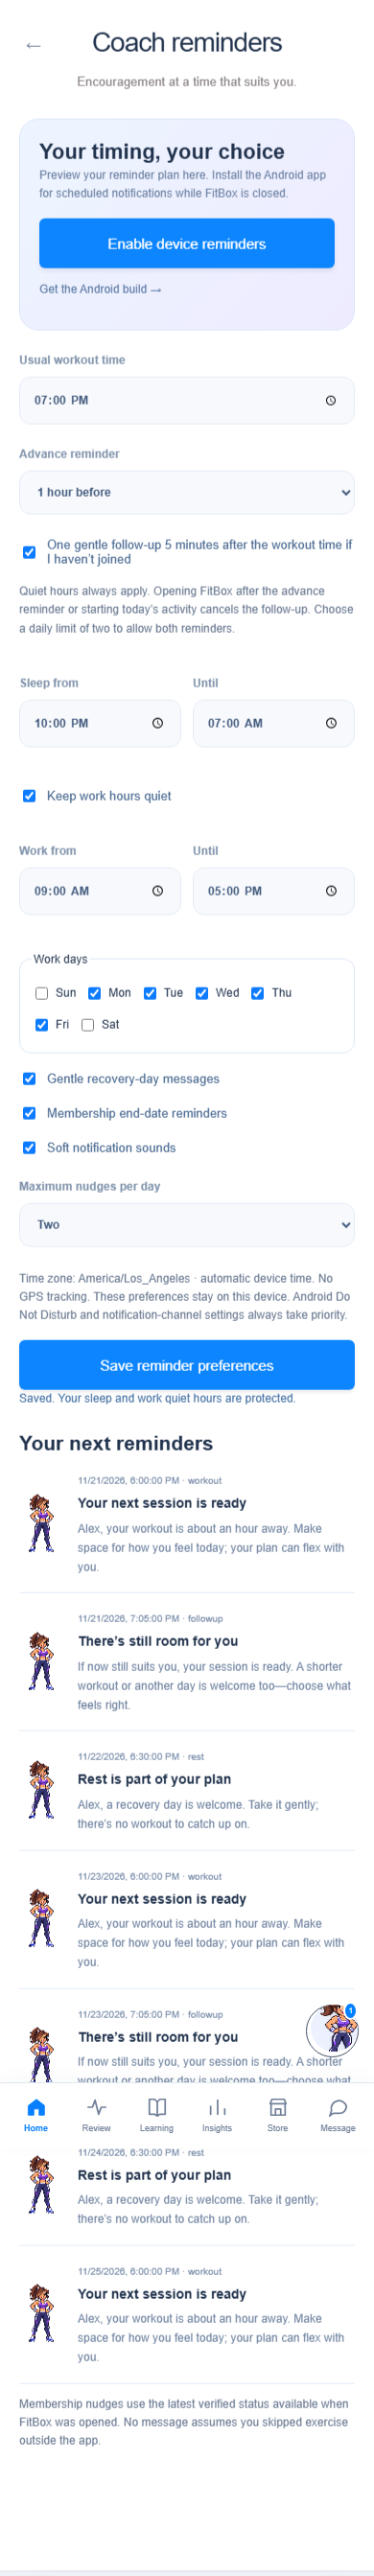 ←
Coach reminders
Encouragement at a time that suits you.
Your timing, your choice
Preview your reminder plan here. Install the Android app
for scheduled notifications while FitBox is closed.
Enable device reminders
Get the Android build →
Usual workout time
07:00 PM
Advance reminder
1 hour before
One gentle follow-up 5 minutes after the workout time if
I haven't joined
Quiet hours always apply. Opening FitBox after the advance
reminder or starting today's activity cancels the follow-up. Choose
a daily limit of two to allow both reminders.
Sleep from
Until
10:00 PM
07:00 AM
Keep work hours quiet
Work from
Until
09:00 AM
05:00 PM
Work days
Sun Mon Tue Wed Thu
Fri Sat
Gentle recovery-day messages
Membership end-date reminders
Soft notification sounds
Maximum nudges per day
Two
Time zone: America/Los_Angeles · automatic device time. No
GPS tracking. These preferences stay on this device. Android Do
Not Disturb and notification-channel settings always take priority.
Save reminder preferences
Saved. Your sleep and work quiet hours are protected.
Your next reminders
11/21/2026, 6:00:00 PM · workout
Your next session is ready
Alex, your workout is about an hour away. Make
space for how you feel today; your plan can flex with
you.
11/21/2026, 7:05:00 PM · followup
There's still room for you
If now still suits you, your session is ready. A shorter
workout or another day is welcome too—choose what
feels right.
11/22/2026, 6:30:00 PM · rest
Rest is part of your plan
Alex, a recovery day is welcome. Take it gently;
there's no workout to catch up on.
11/23/2026, 6:00:00 PM · workout
Your next session is ready
Alex, your workout is about an hour away. Make
space for how you feel today; your plan can flex with
you.
11/23/2026, 7:05:00 PM · followup
1
There's still room for you
If now still suits you, your session is ready. A shorter
workout or another day is welcome too—choose what
Home Review Learning Insights Store Message
11/24/2026, 6:30:00 PM · rest
Rest is part of your plan
Alex, a recovery day is welcome. Take it gently;
there's no workout to catch up on.
11/25/2026, 6:00:00 PM · workout
Your next session is ready
Alex, your workout is about an hour away. Make
space for how you feel today; your plan can flex with
you.
Membership nudges use the latest verified status available when
FitBox was opened. No message assumes you skipped exercise
outside the app.